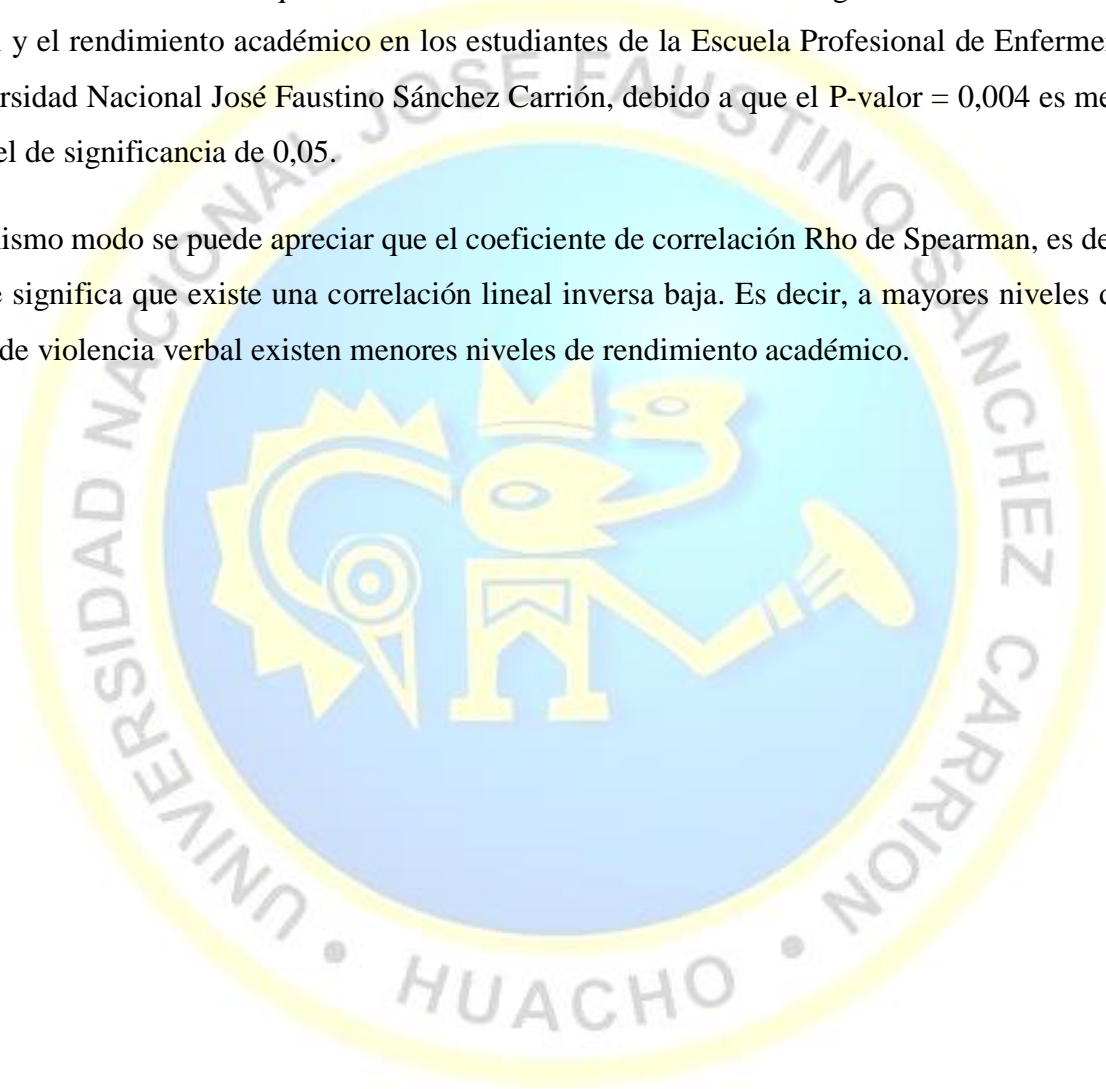 y el rendimiento académico en los estudiantes de la Escuela Profesional de Enferme
rsidad Nacional José Faustino Sánchez Carrión, debido a que el P-valor = 0,004 es me
el de significancia de 0,05.
ismo modo se puede apreciar que el coeficiente de correlación Rho de Spearman, es de
significa que existe una correlación lineal inversa baja. Es decir, a mayores niveles
de violencia verbal existen menores niveles de rendimiento académico.
UNIVERSIDAD NACIONAL JOSE FAUSTINO SANCHEZ CARRION • HUACHO •